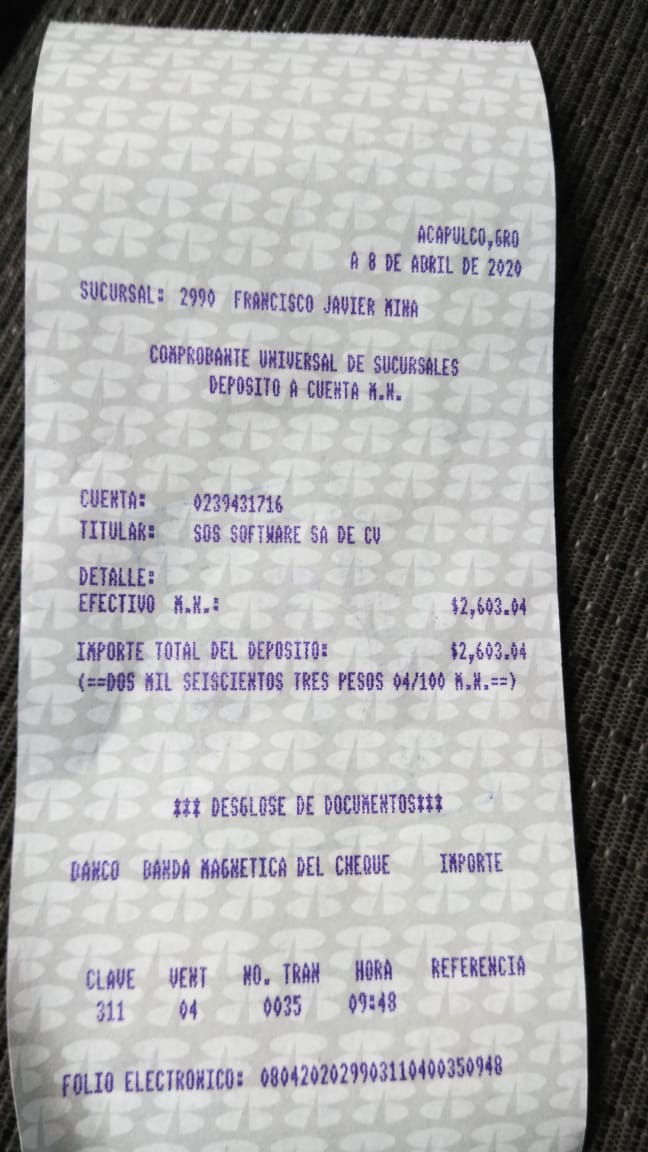 ACAPULCO,GRO
A 8 DE ABRIL DE 2020
SUCURSAL: 2990 FRANCISCO JAVIER MINA
COMPROBANTE UNIVERSAL DE SUCURSALES
DEPOSITO A CUENTA M.N.
CUENTA: 0239431716
TITULAR: SOS SOFTWARE SA DE CV
DETALLE:
EFECTIVO M.N.: $2,603.04
IMPORTE TOTAL DEL DEPOSITO: $2,603.04
(==DOS MIL SEISCIENTOS TRES PESOS 04/100 M.N.==)
*** DESGLOSE DE DOCUMENTOS***
BANCO BANDA MAGNETICA DEL CHEQUE IMPORTE
CLAVE VENT NO. TRAN HORA REFERENCIA
311 04 0035 09:48
FOLIO ELECTRONICO: 0804202029903110400350948